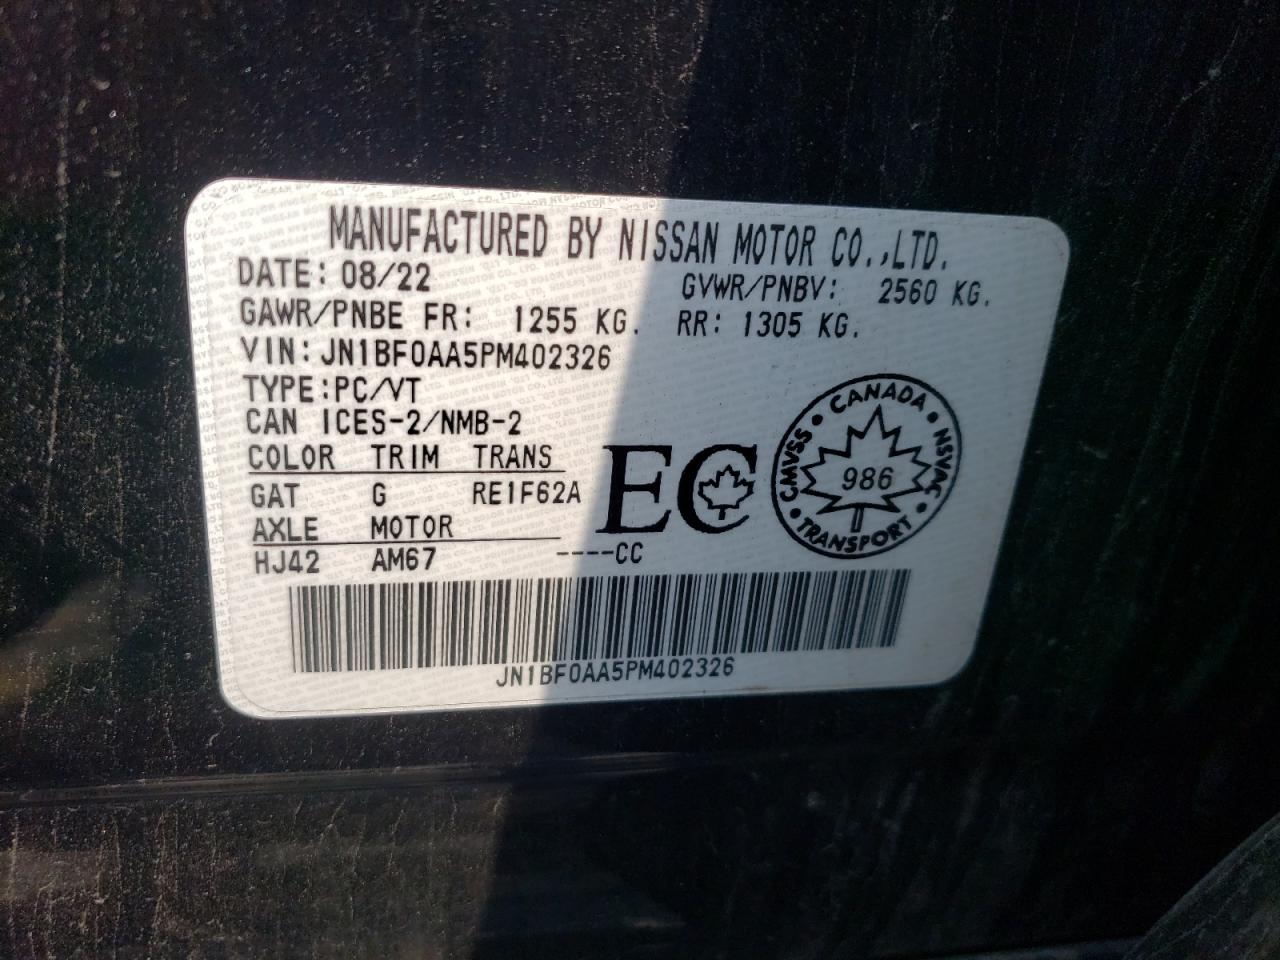 MANUFACTURED BY NISSAN MOTOR CO.,LTD.
DATE: 08/22 GVWR/PNBV: 2560 KG.
GAWR/PNBE FR: 1255 KG. RR: 1305 KG.
VIN: JN1BF0AA5PM402326
TYPE:PC/VT
CAN ICES-2/NMB-2
COLOR TRIM TRANS
GAT G RE1F62A
AXLE MOTOR
HJ42 AM67 ----CC
EC
CANADA
CMVSS • NSVAC
986
TRANSPORT
JN1BF0AA5PM402326